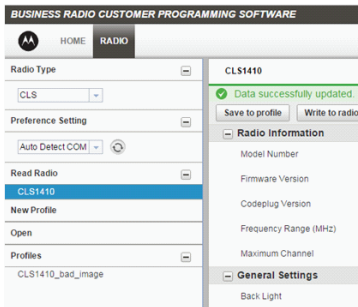 BUSINESS RADIO CUSTOMER PROGRAMMING SOFTWARE
HOME RADIO
Radio Type
CLS
Preference Setting
Auto Detect COM
Read Radio
CLS1410
New Profile
Open
Profiles
CLS1410_bad_image
CLS1410
Data successfully updated.
Save to profile Write to radio
Radio Information
Model Number
Firmware Version
Codeplug Version
Frequency Range (MHz)
Maximum Channel
General Settings
Back Light